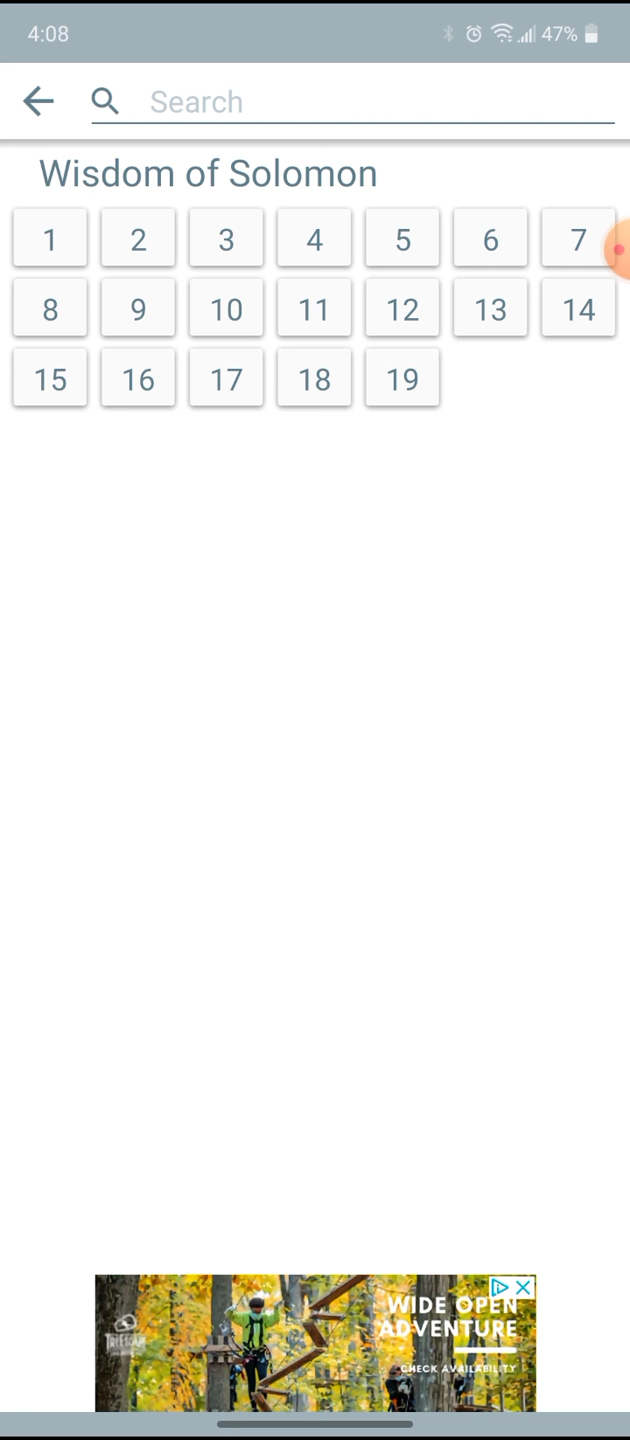 4:08
47%
Search
Wisdom of Solomon
1 2 3 4 5 6 7
8 9 10 11 12 13 14
15 16 17 18 19
WIDE OPEN
ADVENTURE
CHECK AVAILABILITY